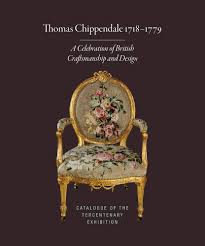 Thomas Chippendale 1718–1779
A Celebration of British
Craftsmanship and Design
CATALOGUE OF THE
TERCENTENARY
EXHIBITION